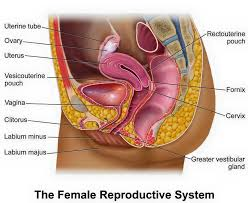 Uterine tube
Ovary
Uterus
Vesicouterine
pouch
Vagina
Clitoris
Labium minus
Labium majus
Rectouterine
pouch
Fornix
Cervix
Greater vestibular
gland
The Female Reproductive System